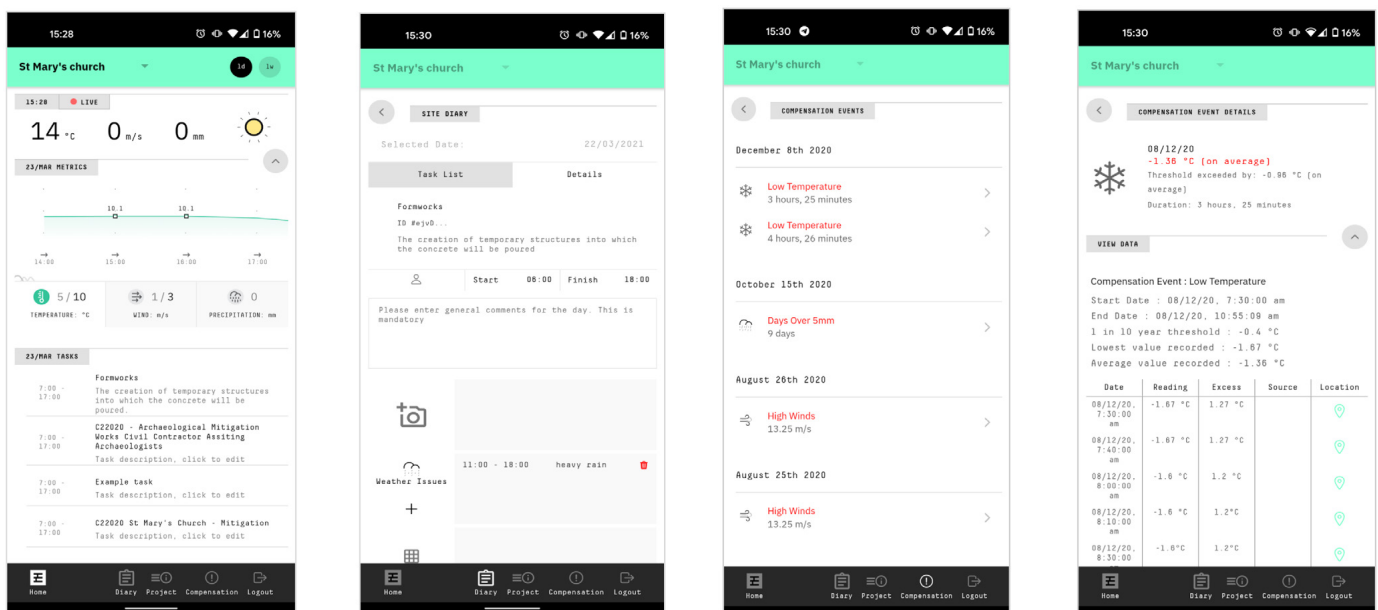 15:28
16%
St Mary's church
1d
1w
15:28
LIVE
14 °C
0 m/s
0 mm
23/MAR METRICS
10.1
10.1
14:00
15:00
16:00
17:00
5 / 10
1 / 3
0
TEMPERATURE: °C
WIND: m/s
PRECIPITATION: mm
23/MAR TASKS
7:00 -
17:00
Formworks
The creation of temporary structures
into which the concrete will be
poured.
7:00 -
17:00
C22020 - Archaeological Mitigation
Works Civil Contractor Assiting
Archaeologists
Task description, click to edit
7:00 -
17:00
Example task
Task description, click to edit
7:00 -
17:00
C22020 St Mary's Church - Mitigation
Task description, click to edit
Home
Diary
Project
Compensation
Logout
15:30
16%
St Mary's church
SITE DIARY
Selected Date:
22/03/2021
Task List
Details
Formworks
ID #ejv0...
The creation of temporary structures into which
the concrete will be poured
Start
08:00
Finish
18:00
Please enter general comments for the day. This is
mandatory
Weather Issues
11:00 - 18:00
heavy rain
Home
Diary
Project
Compensation
Logout
15:30
16%
St Mary's church
COMPENSATION EVENTS
December 8th 2020
Low Temperature
3 hours, 25 minutes
Low Temperature
4 hours, 26 minutes
October 15th 2020
Days Over 5mm
9 days
August 26th 2020
High Winds
13.25 m/s
August 25th 2020
High Winds
13.25 m/s
Home
Diary
Project
Compensation
Logout
15:30
16%
St Mary's church
COMPENSATION EVENT DETAILS
08/12/20
-1.36 °C (on average)
Threshold exceeded by: -0.96 °C (on
average)
Duration: 3 hours, 25 minutes
VIEW DATA
Compensation Event : Low Temperature
Start Date : 08/12/20, 7:30:00 am
End Date : 08/12/20, 10:55:09 am
1 in 10 year threshold : -0.4 °C
Lowest value recorded : -1.67 °C
Average value recorded : -1.36 °C
Date
Reading
Excess
Source
Location
08/12/20,
7:30:00
am
-1.67 °C
1.27 °C
08/12/20,
7:40:00
am
-1.67 °C
1.27 °C
08/12/20,
8:00:00
am
-1.6 °C
1.2 °C
08/12/20,
8:10:00
am
-1.6 °C
1.2°C
08/12/20,
8:30:00
-1.6°C
1.2°C
Home
Diary
Project
Compensation
Logout